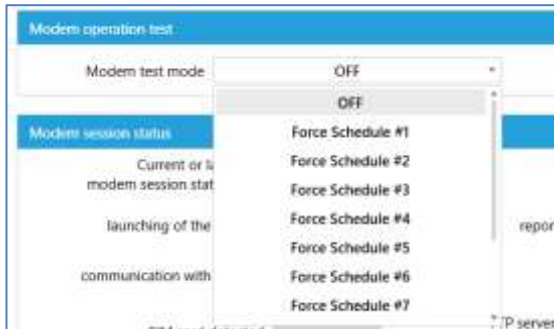 Modem operation test
Modem test mode OFF
OFF
Modem session status
Force Schedule #1
Current or la
Force Schedule #2
modem session stat
Force Schedule #3
Force Schedule #4
launching of the
repor
Force Schedule #5
communication with
Force Schedule #6
Force Schedule #7
TP server